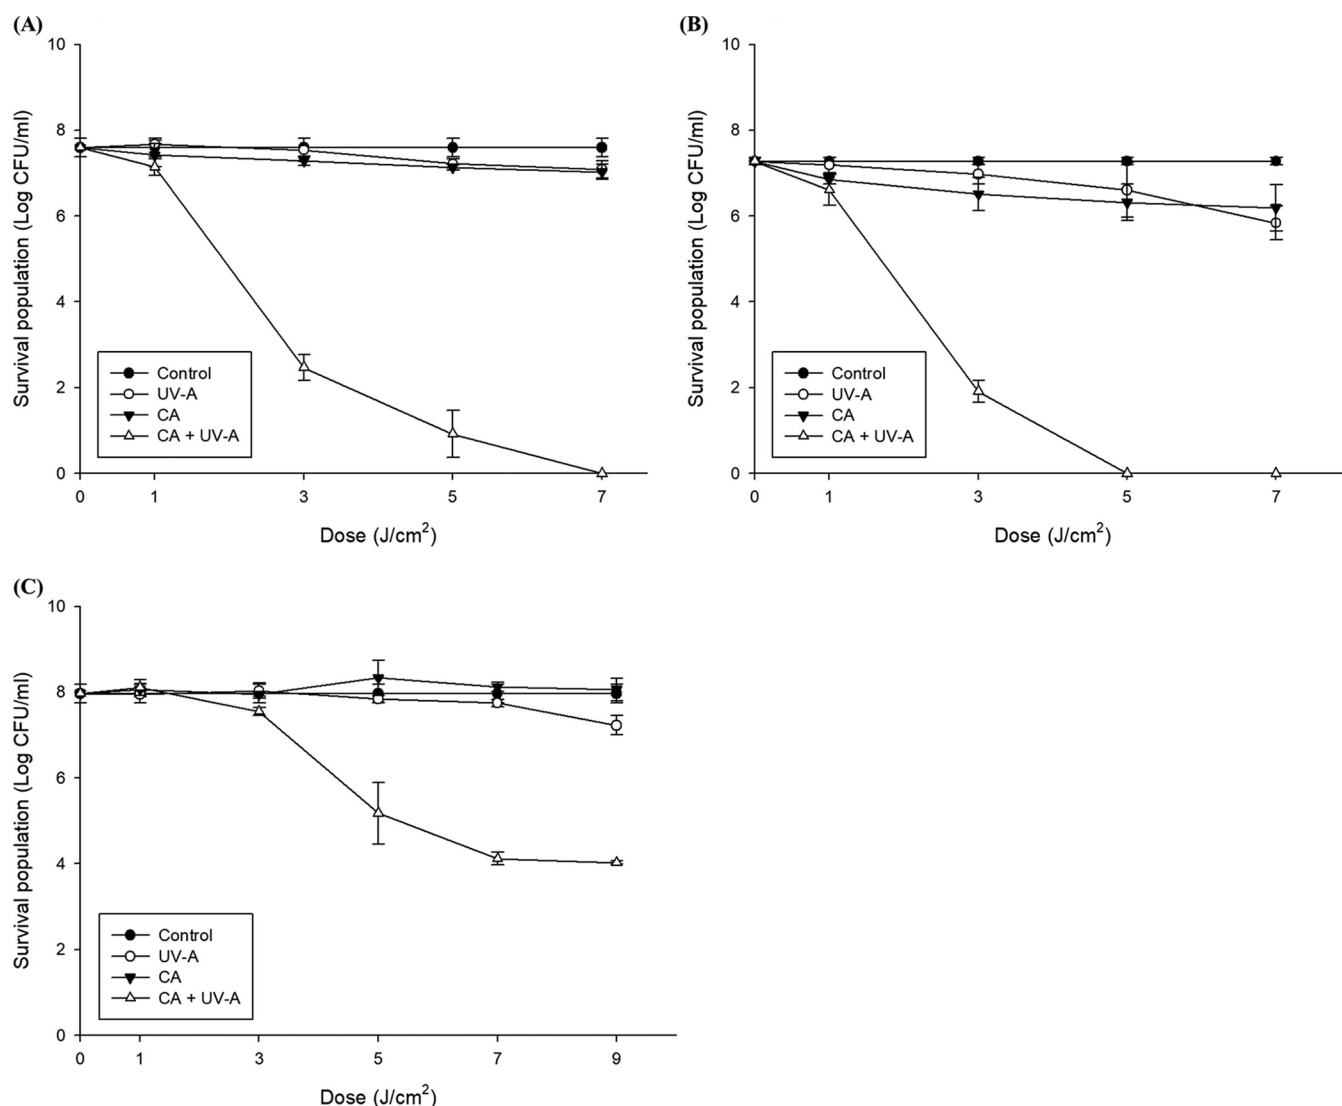 (A)
10
8
6
4
2
0
Survival population (Log CFU/ml)
Control
UV-A
CA
CA + UV-A
0 1 3 5 7
Dose (J/cm²)
(B)
10
8
6
4
2
0
Survival population (Log CFU/ml)
Control
UV-A
CA
CA + UV-A
0 1 3 5 7
Dose (J/cm²)
(C)
10
8
6
4
2
0
Survival population (Log CFU/ml)
Control
UV-A
CA
CA + UV-A
0 1 3 5 7 9
Dose (J/cm²)